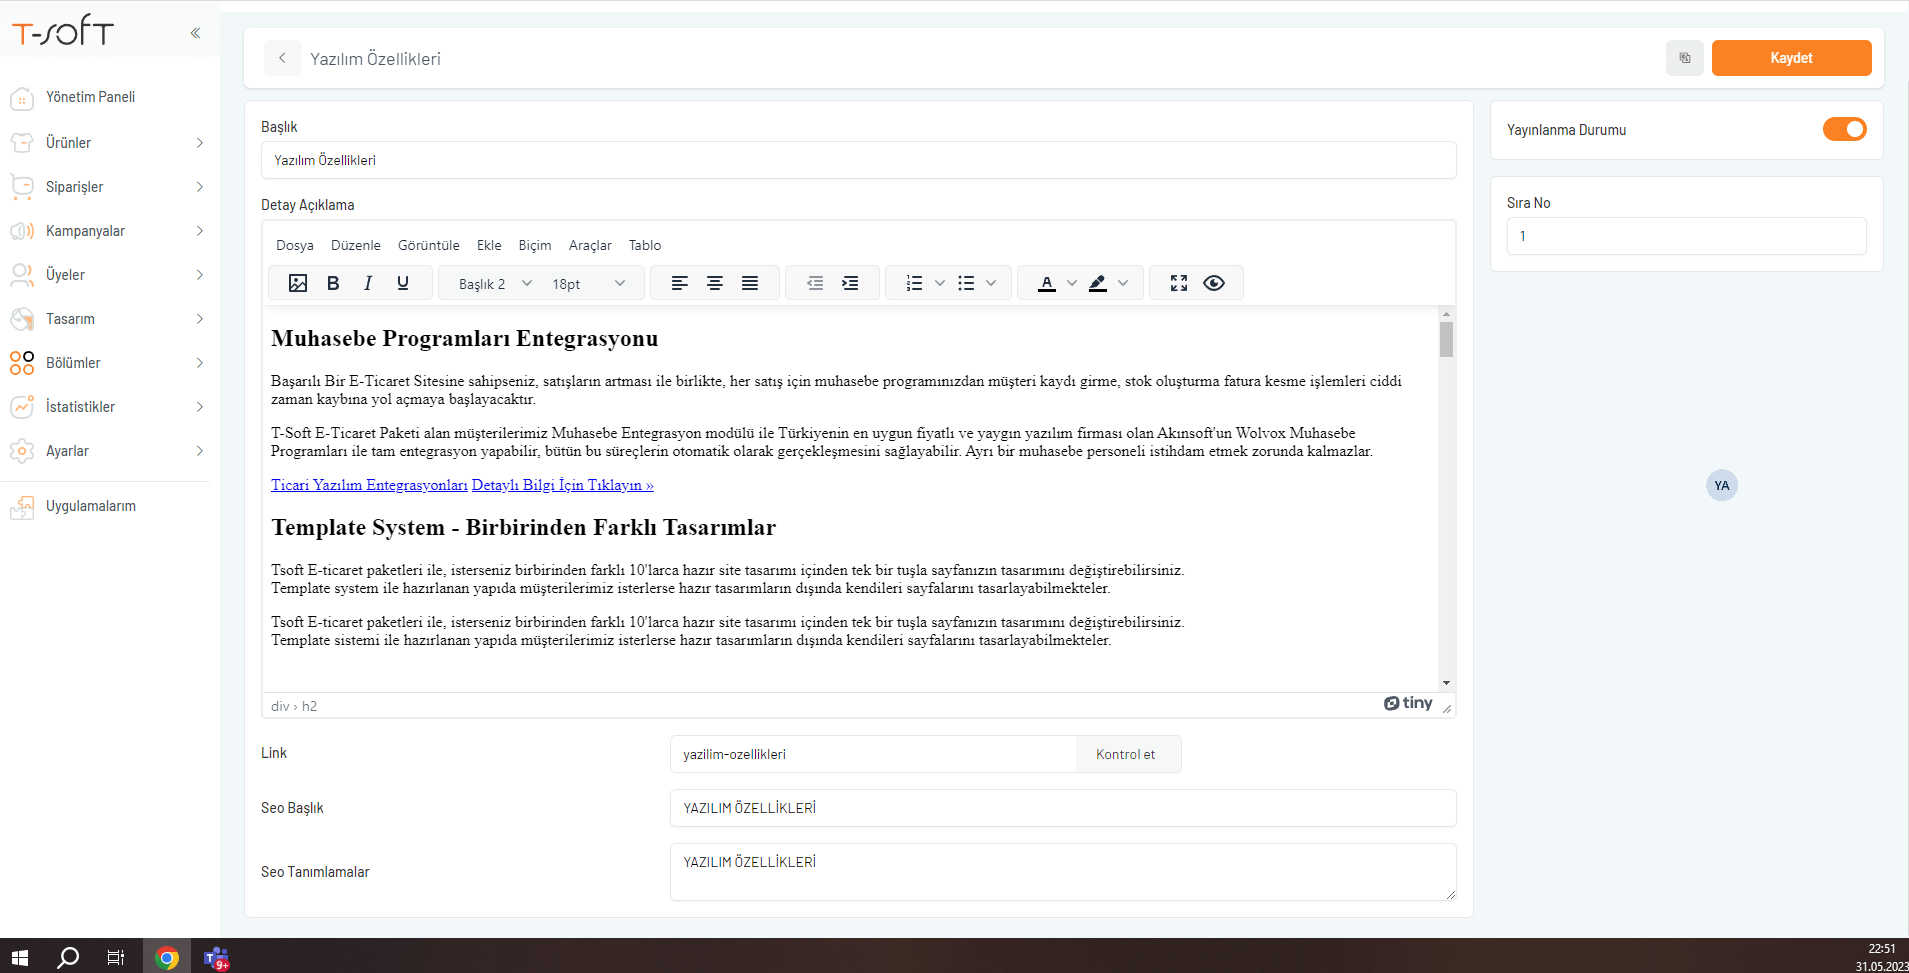 T-SOFT
Yönetim Paneli
Ürünler
Siparişler
Kampanyalar
Üyeler
Tasarım
Bölümler
İstatistikler
Ayarlar
Uygulamalarım
Yazılım Özellikleri
Kaydet
Başlık
Yazılım Özellikleri
Detay Açıklama
Dosya Düzenle Görüntüle Ekle Biçim Araçlar Tablo
B I U Başlık 2 18pt A
Muhasebe Programları Entegrasyonu
Başarılı Bir E-Ticaret Sitesine sahipseniz, satışların artması ile birlikte, her satış için muhasebe programınızdan müşteri kaydı girme, stok oluşturma fatura kesme işlemleri ciddi
zaman kaybına yol açmaya başlayacaktır.
T-Soft E-Ticaret Paketi alan müşterilerimiz Muhasebe Entegrasyon modülü ile Türkiyenin en uygun fiyatlı ve yaygın yazılım firması olan Akınsoft'un Wolvox Muhasebe
Programları ile tam entegrasyon yapabilir, bütün bu süreçlerin otomatik olarak gerçekleşmesini sağlayabilir. Ayrı bir muhasebe personeli istihdam etmek zorunda kalmazlar.
Ticari Yazılım Entegrasyonları Detaylı Bilgi İçin Tıklayın »
Template System - Birbirinden Farklı Tasarımlar
Tsoft E-ticaret paketleri ile, isterseniz birbirinden farklı 10'larca hazır site tasarımı içinden tek bir tuşla sayfanızın tasarımını değiştirebilirsiniz.
Template system ile hazırlanan yapıda müşterilerimiz isterlerse hazır tasarımların dışında kendileri sayfalarını tasarlayabilmekteler.
Tsoft E-ticaret paketleri ile, isterseniz birbirinden farklı 10'larca hazır site tasarımı içinden tek bir tuşla sayfanızın tasarımını değiştirebilirsiniz.
Template sistemi ile hazırlanan yapıda müşterilerimiz isterlerse hazır tasarımların dışında kendileri sayfalarını tasarlayabilmekteler.
div › h2
tiny
Link
yazilim-ozellikleri
Kontrol et
Seo Başlık
YAZILIM ÖZELLİKLERİ
Seo Tanımlamalar
YAZILIM ÖZELLİKLERİ
Yayınlanma Durumu
Sıra No
1
YA
T
9+
22:51
31.05.2023